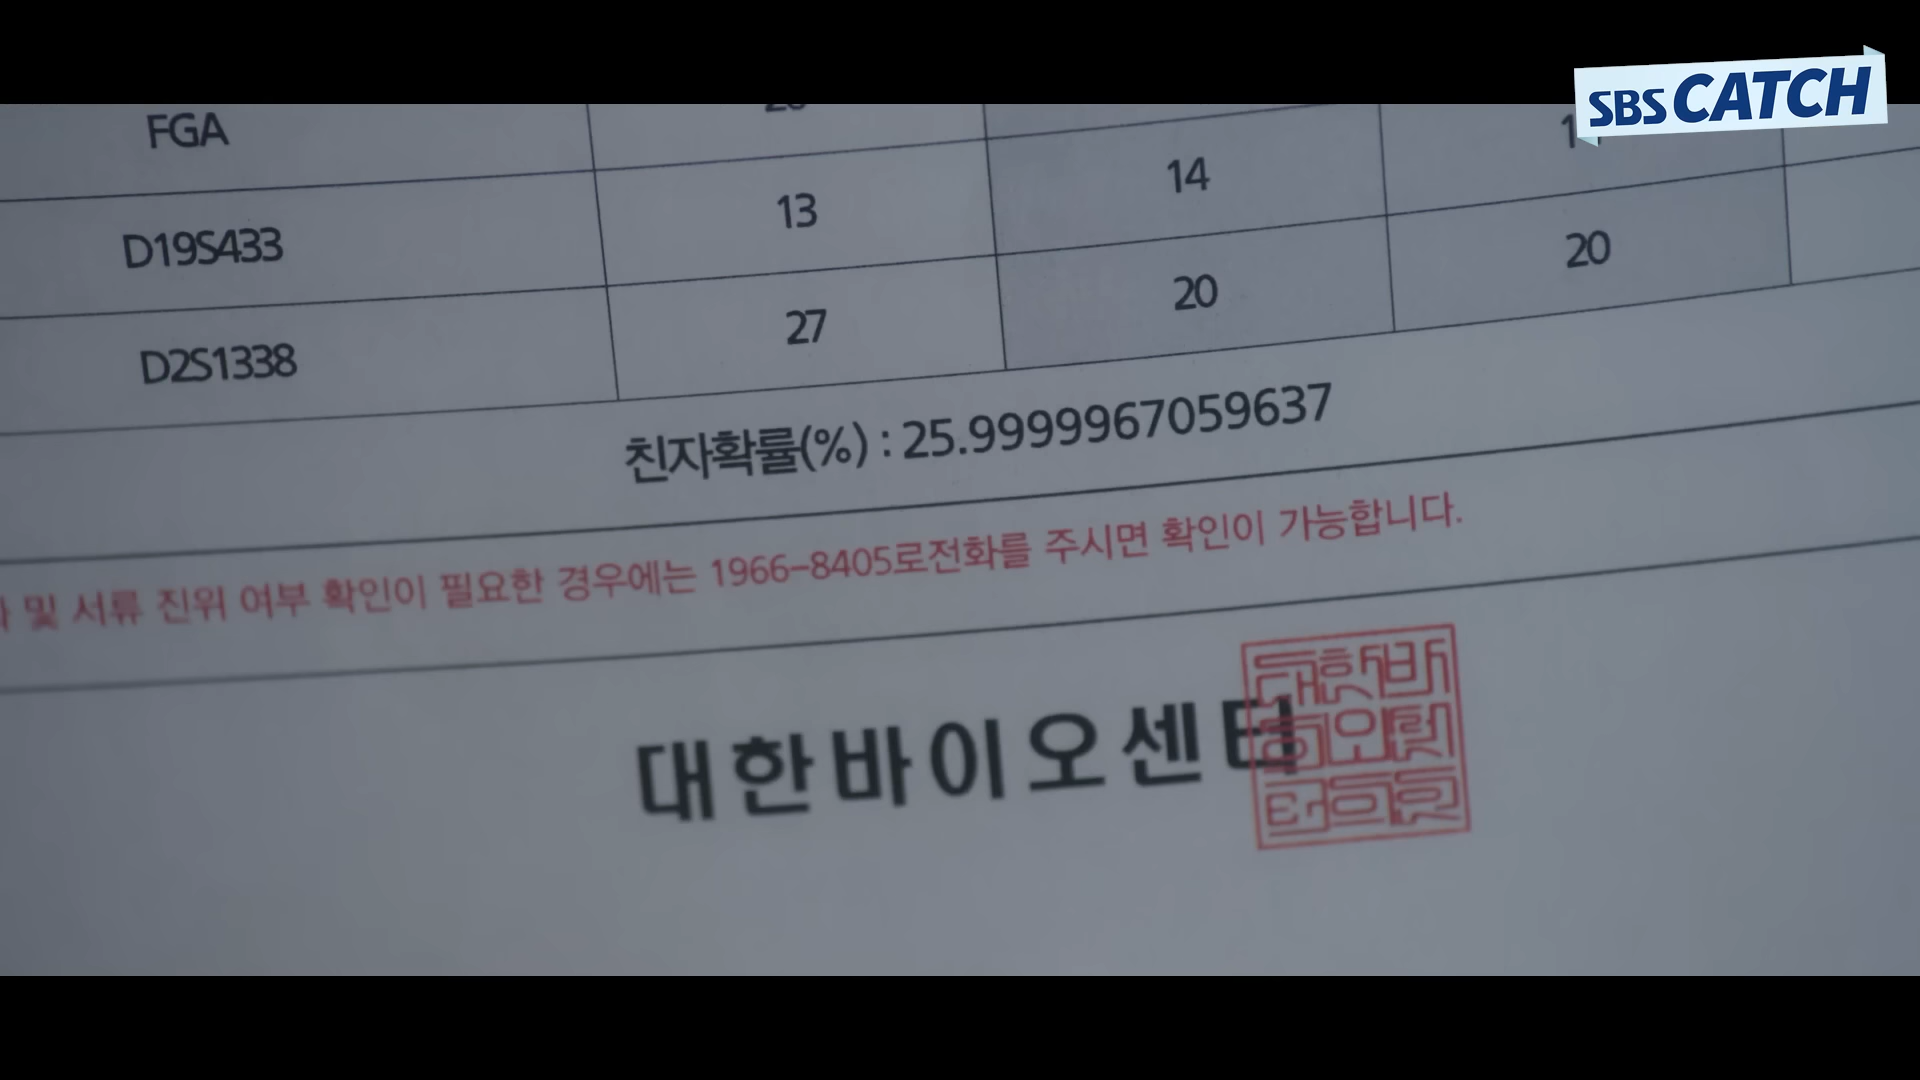 SBS CATCH
FGA
D19S433 13 14
D2S1338 27 20 20
친자확률(%) : 25.9999967059637
및 서류 진위 여부 확인이 필요한 경우에는 1966-8405로전화를 주시면 확인이 가능합니다.
대한바이오센터